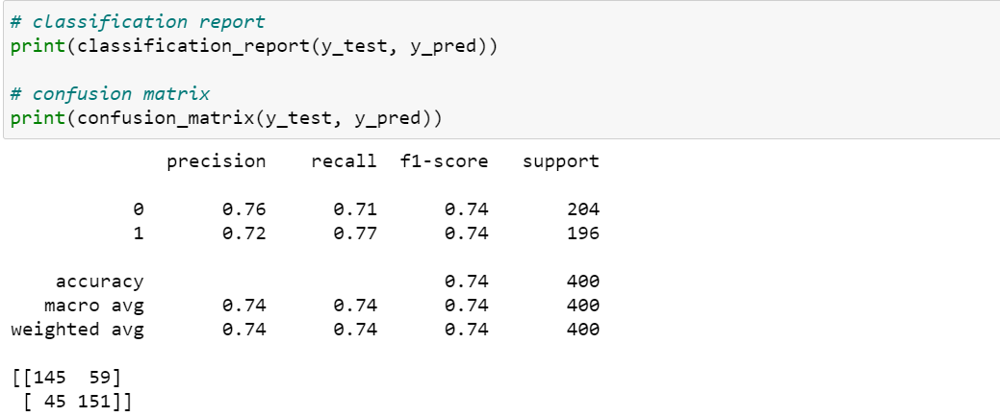 # classification report
print(classification_report(y_test, y_pred))
# confusion matrix
print(confusion_matrix(y_test, y_pred))
precision recall f1-score support
0 0.76 0.71 0.74 204
1 0.72 0.77 0.74 196
accuracy 0.74 400
macro avg 0.74 0.74 0.74 400
weighted avg 0.74 0.74 0.74 400
[[145 59]
[ 45 151]]